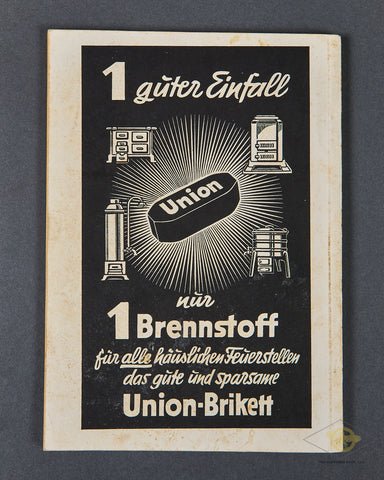 1 guter Einfall
Union
nur
1 Brennstoff
für alle häuslichen Feuerstellen
das gute und sparsame
Union-Brikett